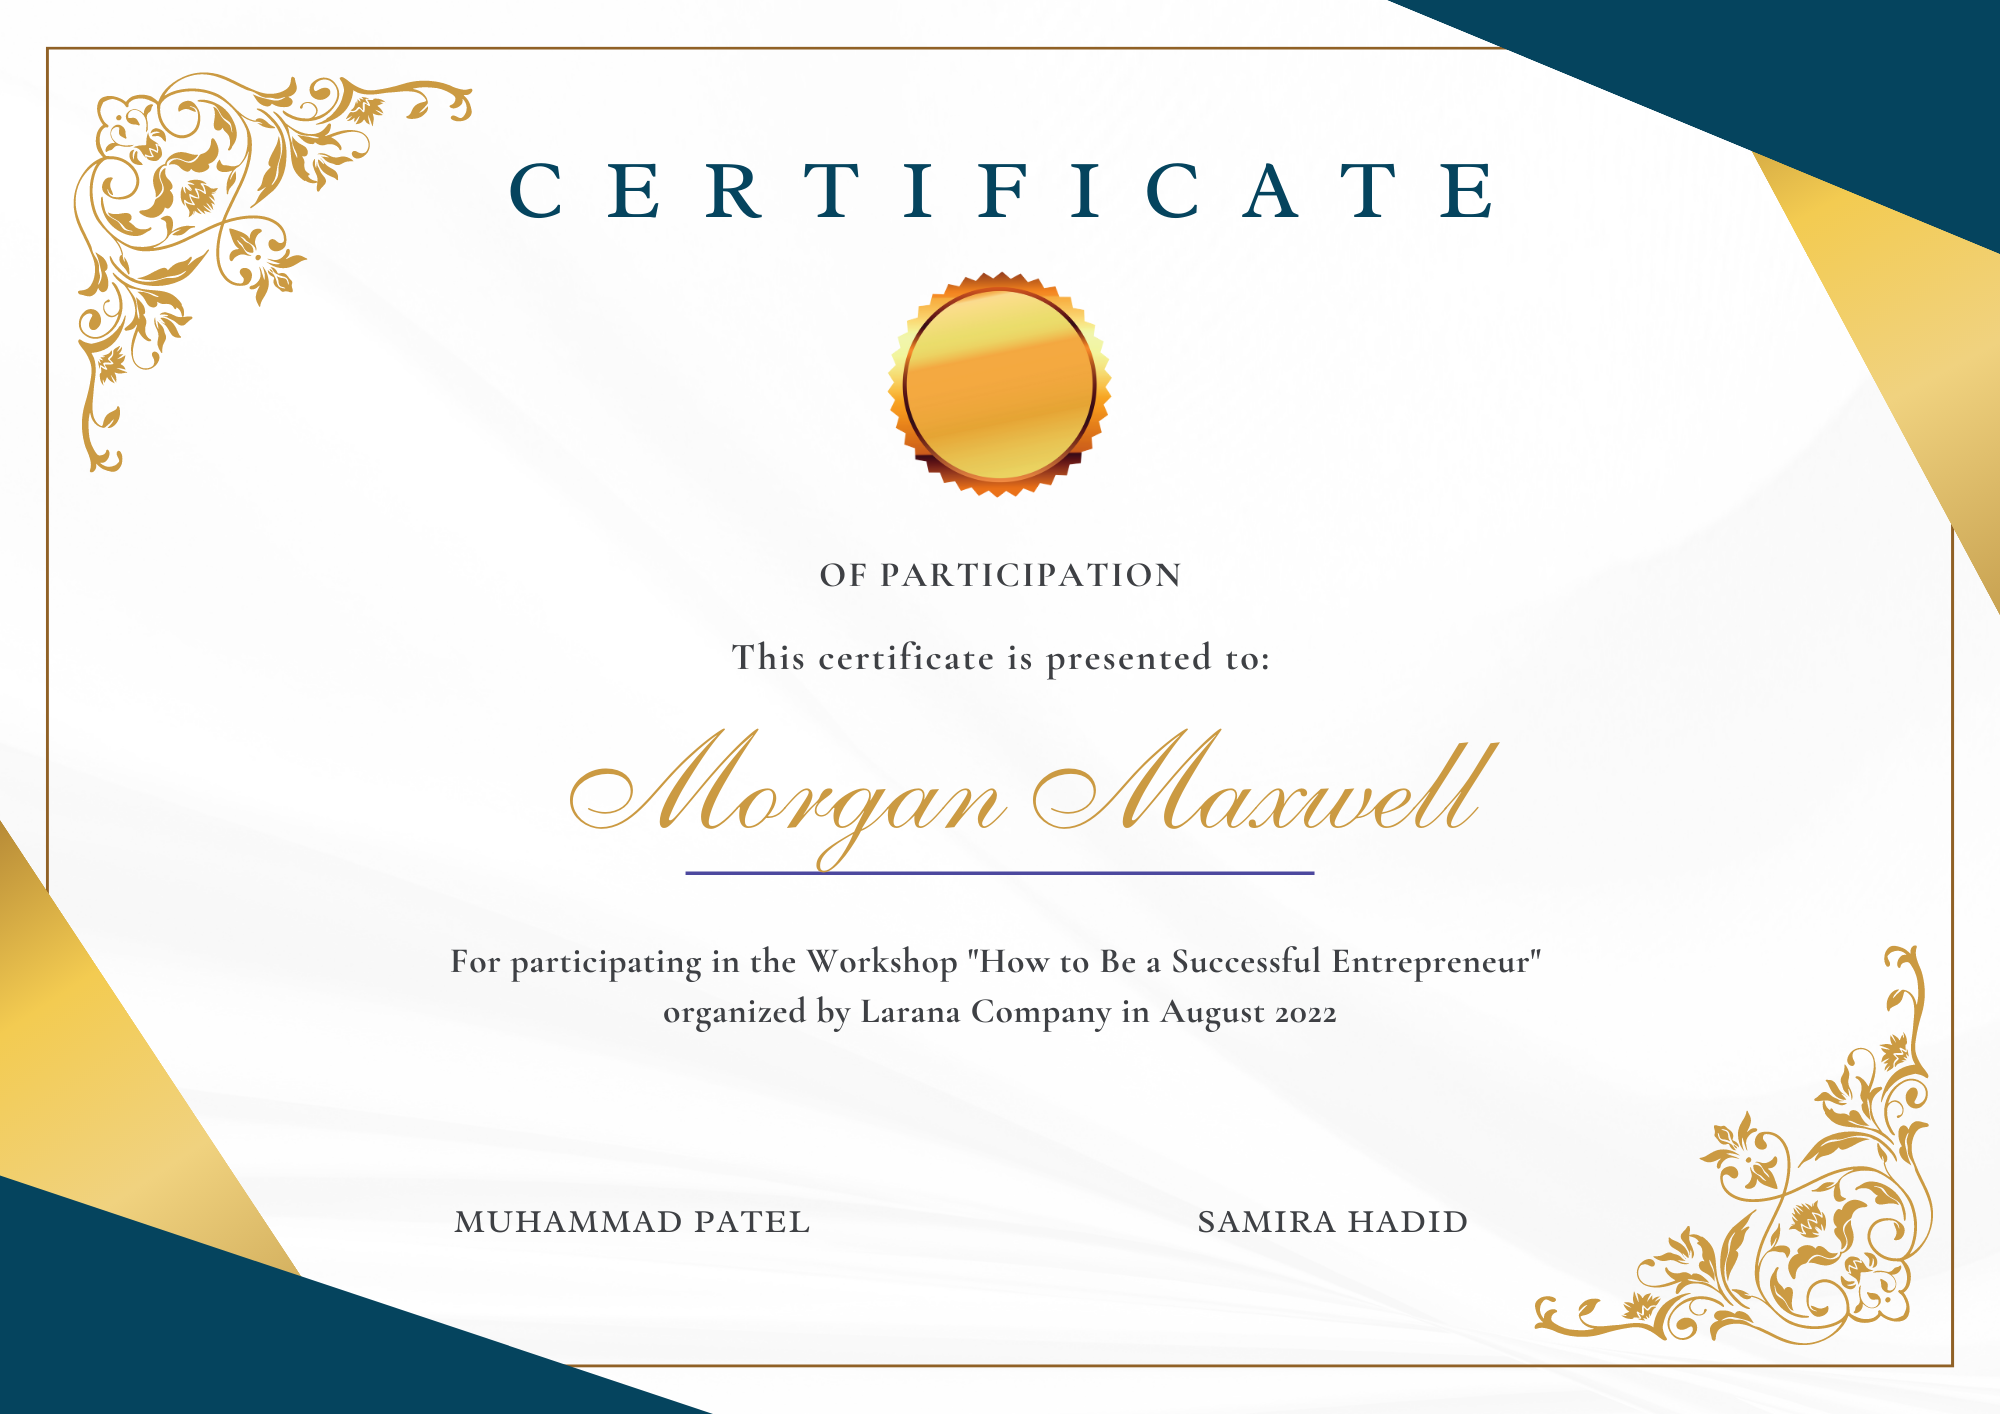 CERTIFICATE
OF PARTICIPATION
This certificate is presented to:
Morgan Maxwell
For participating in the Workshop "How to Be a Successful Entrepreneur"
organized by Larana Company in August 2022
MUHAMMAD PATEL
SAMIRA HADID